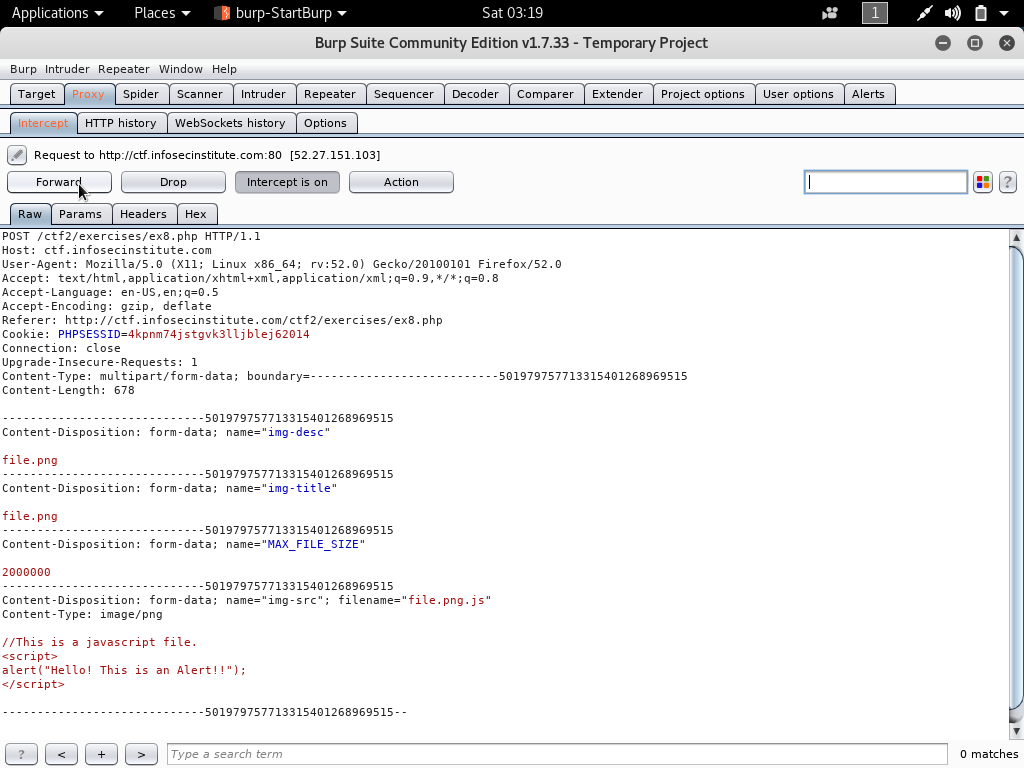 Applications Places burp-StartBurp Sat 03:19 1
Burp Suite Community Edition v1.7.33 - Temporary Project
Burp Intruder Repeater Window Help
Target Proxy Spider Scanner Intruder Repeater Sequencer Decoder Comparer Extender Project options User options Alerts
Intercept HTTP history WebSockets history Options
Request to http://ctf.infosecinstitute.com:80 [52.27.151.103]
Forward Drop Intercept is on Action ?
Raw Params Headers Hex
POST /ctf2/exercises/ex8.php HTTP/1.1
Host: ctf.infosecinstitute.com
User-Agent: Mozilla/5.0 (X11; Linux x86_64; rv:52.0) Gecko/20100101 Firefox/52.0
Accept: text/html,application/xhtml+xml,application/xml;q=0.9,*/*;q=0.8
Accept-Language: en-US,en;q=0.5
Accept-Encoding: gzip, deflate
Referer: http://ctf.infosecinstitute.com/ctf2/exercises/ex8.php
Cookie: PHPSESSID=4kpnm74jstgvk3lljblej62014
Connection: close
Upgrade-Insecure-Requests: 1
Content-Type: multipart/form-data; boundary=---------------------------501979757713315401268969515
Content-Length: 678
-----------------------------501979757713315401268969515
Content-Disposition: form-data; name="img-desc"
file.png
-----------------------------501979757713315401268969515
Content-Disposition: form-data; name="img-title"
file.png
-----------------------------501979757713315401268969515
Content-Disposition: form-data; name="MAX_FILE_SIZE"
2000000
-----------------------------501979757713315401268969515
Content-Disposition: form-data; name="img-src"; filename="file.png.js"
Content-Type: image/png
//This is a javascript file.
<script>
alert("Hello! This is an Alert!!");
</script>
-----------------------------501979757713315401268969515--
? < + > Type a search term 0 matches